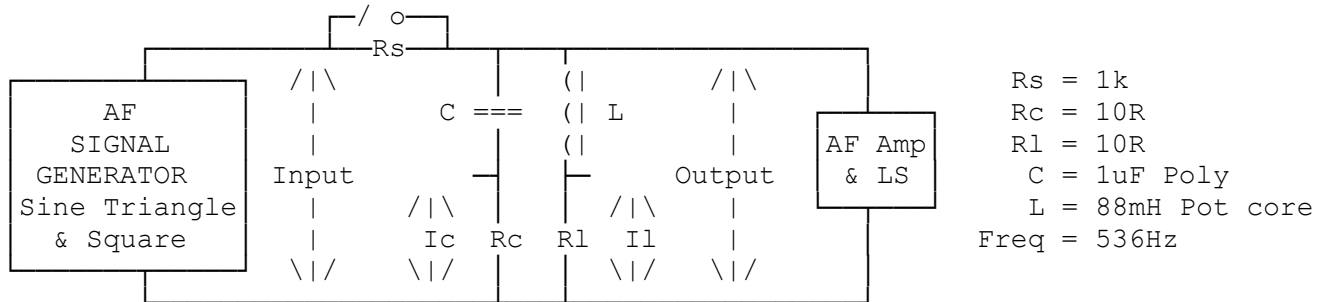 Rs
AF
SIGNAL
GENERATOR
Sine Triangle
& Square
Input
C
L
Output
AF Amp
& LS
Ic
Rc
Rl
Il
Rs = 1k
Rc = 10R
Rl = 10R
C = 1uF Poly
L = 88mH Pot core
Freq = 536Hz